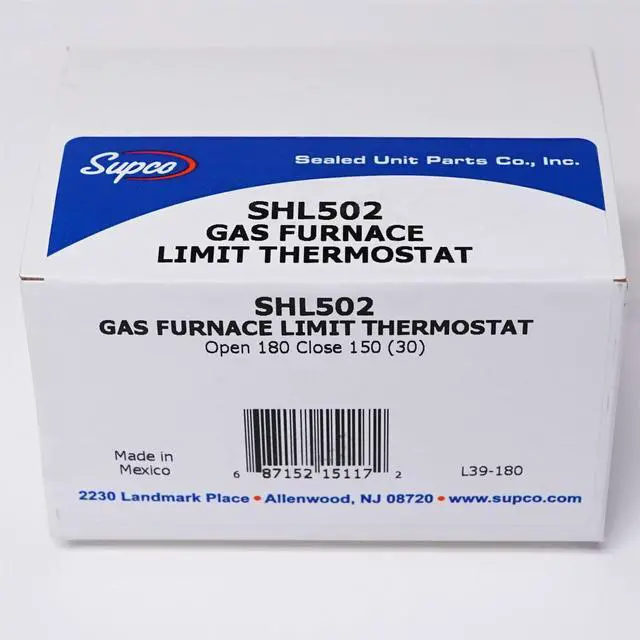 Supco
Sealed Unit Parts Co., Inc.
SHL502
GAS FURNACE
LIMIT THERMOSTAT
SHL502
GAS FURNACE LIMIT THERMOSTAT
Open 180 Close 150 (30)
Made in
Mexico
6 87152 15117 2
L39-180
2230 Landmark Place • Allenwood, NJ 08720 • www.supco.com